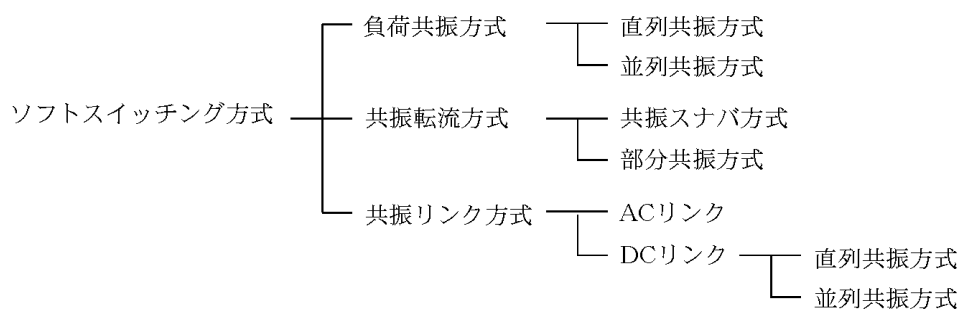 負荷共振方式
直列共振方式
並列共振方式
ソフトスイッチング方式
共振転流方式
共振スナバ方式
部分共振方式
共振リンク方式
ACリンク
DCリンク
直列共振方式
並列共振方式